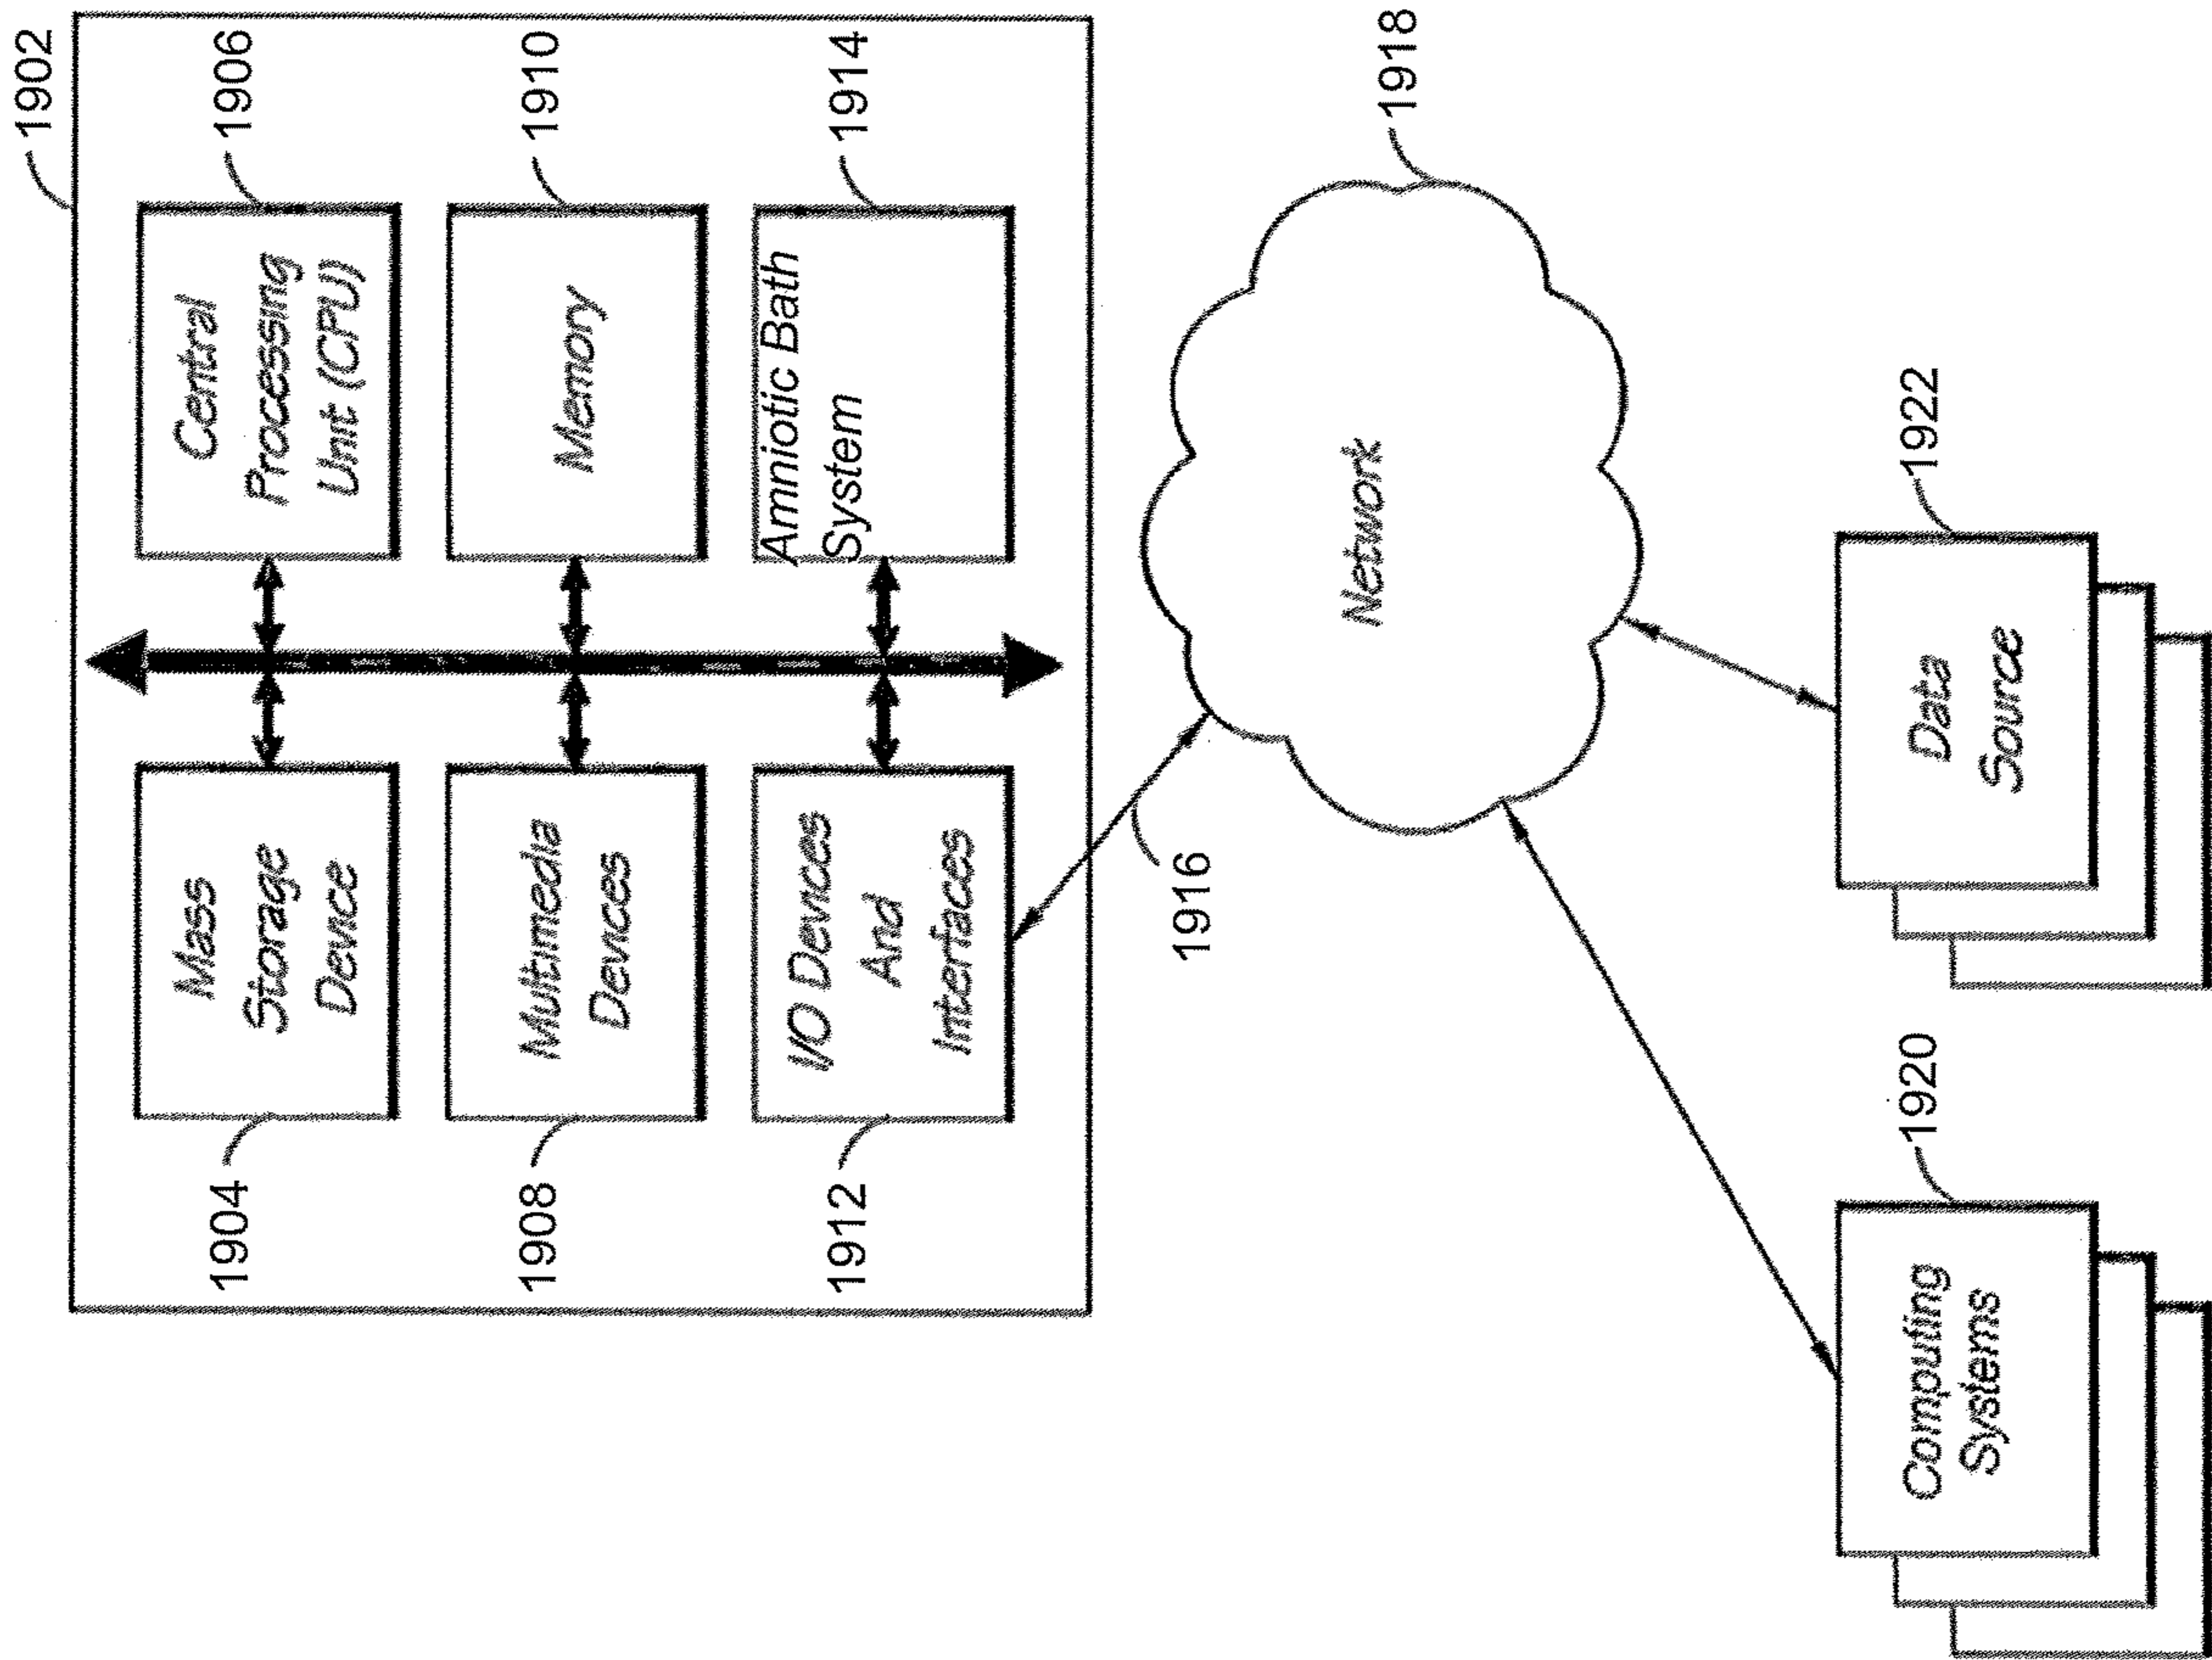 1902
1904
Mass
Storage
Device
Central
Processing
Unit (CPU)
1906
1908
Multimedia
Devices
Memory
1910
1912
I/O Devices
And
Interfaces
Amniotic Bath
System
1914
1916
Network
1918
Computing
Systems
1920
Data
Source
1922